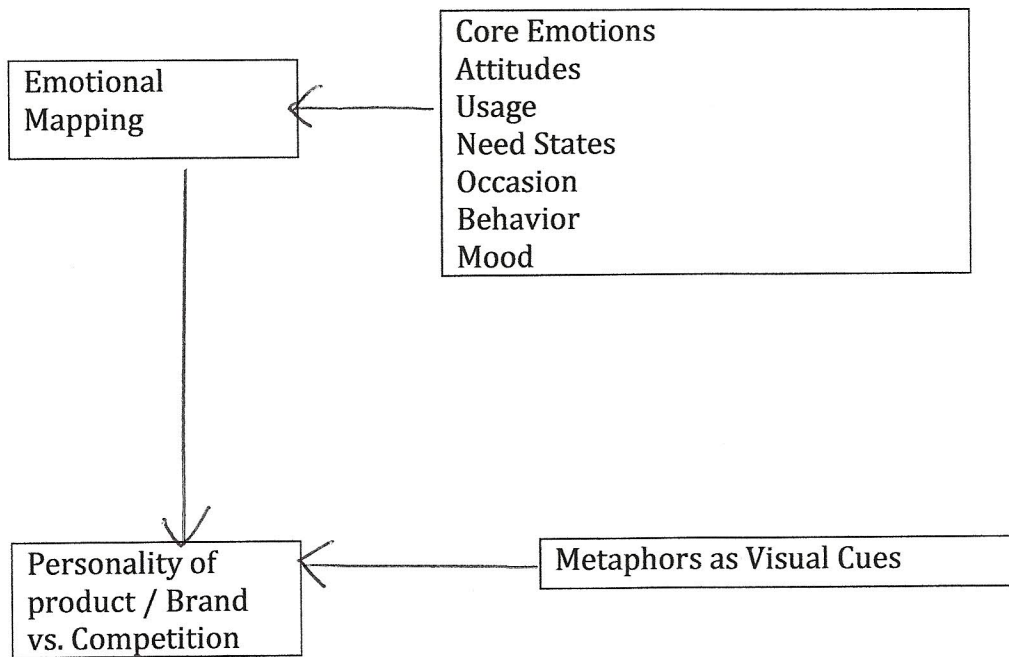 Emotional
Mapping
Core Emotions
Attitudes
Usage
Need States
Occasion
Behavior
Mood
Personality of
product / Brand
vs. Competition
Metaphors as Visual Cues